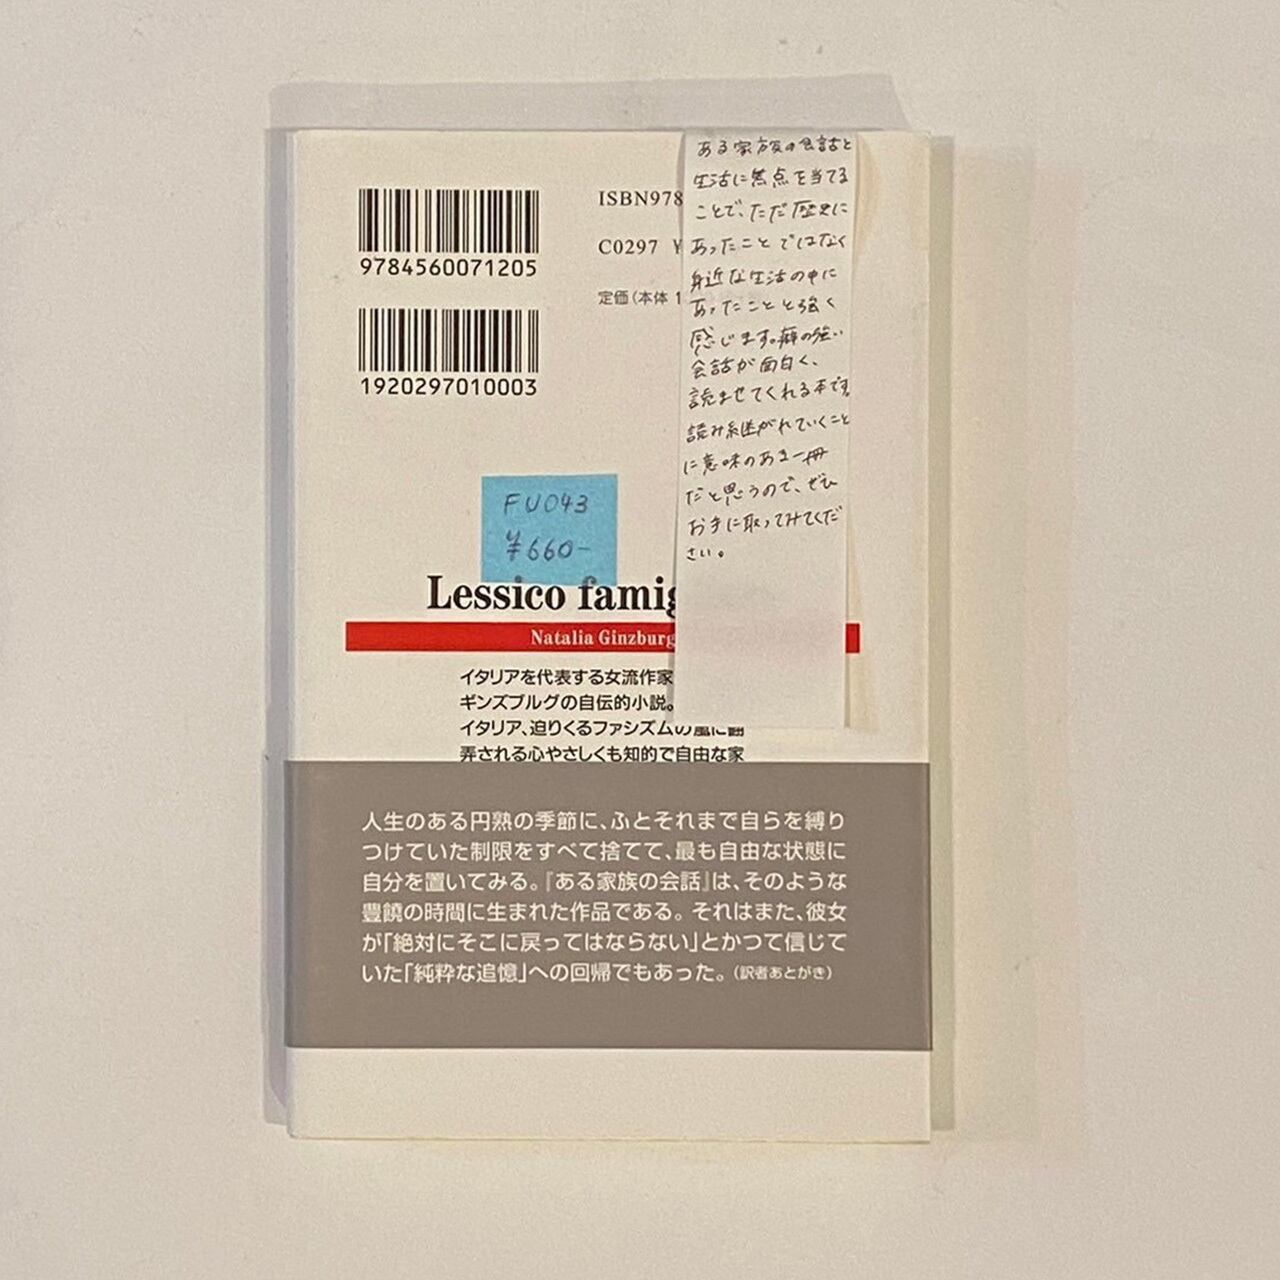 9784560071205
1920297010003
ISBN978
C0297 ¥
定価(本体 1
ある家族の会話と
生活に焦点を当てる
ことで、ただ歴史に
あったことではなく
身近な生活の中に
あったことと強く
感じます。癖の強い
会話が面白く、
読ませてくれる本です。
読み継がれていくこと
に意味のある一冊
だと思うので、ぜひ
お手に取ってみてくだ
さい。
FU043
¥660-
Lessico famig
Natalia Ginzburg
イタリアを代表する女流作家
ギンズブルグの自伝的小説。
イタリア、迫りくるファシズムの嵐に翻
弄される心やさしくも知的で自由な家
人生のある円熟の季節に、ふとそれまで自らを縛り
つけていた制限をすべて捨てて、最も自由な状態に
自分を置いてみる。『ある家族の会話』は、そのような
豊饒の時間に生まれた作品である。それはまた、彼女
が「絶対にそこに戻ってはならない」とかつて信じて
いた「純粋な追憶」への回帰でもあった。(訳者あとがき)